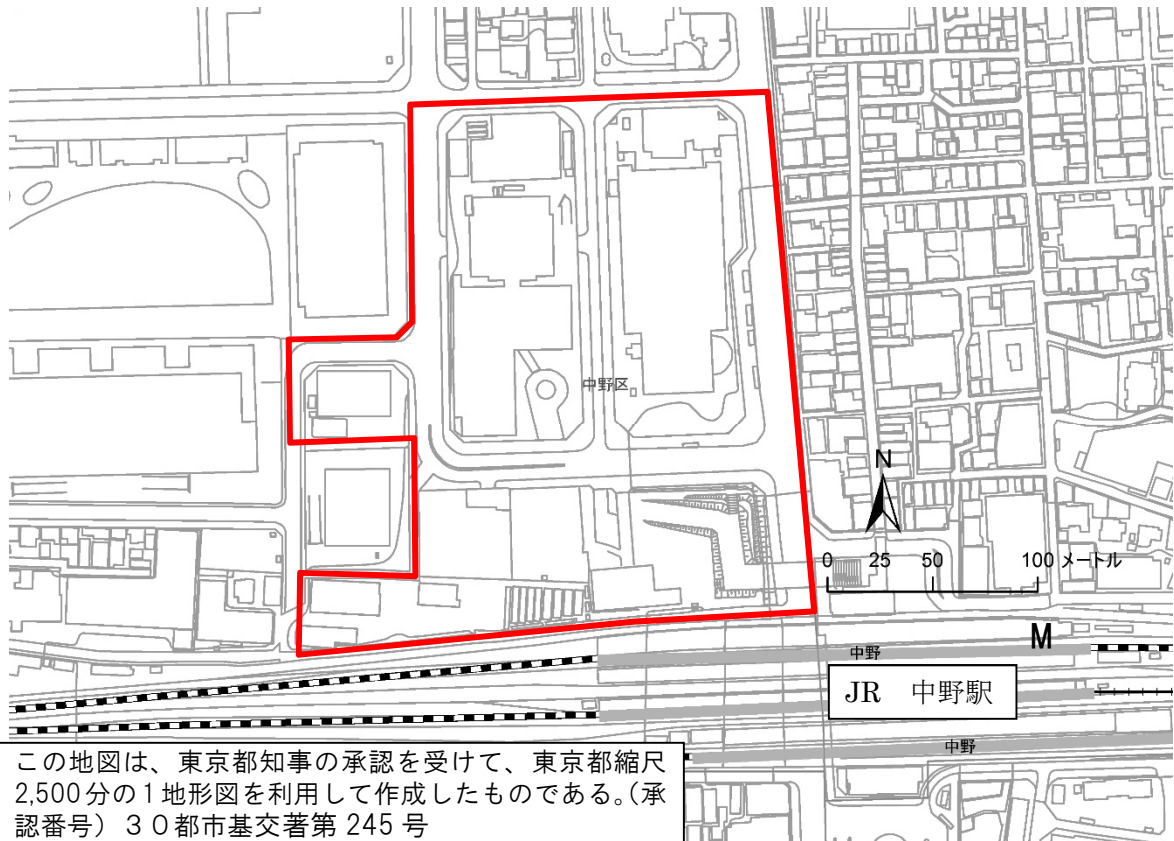 中野区
N
0 25 50 100 メートル
M
中野
JR 中野駅
中野
この地図は、東京都知事の承認を受けて、東京都縮尺
2,500分の1地形図を利用して作成したものである。(承
認番号) 30都市基交著第 245 号